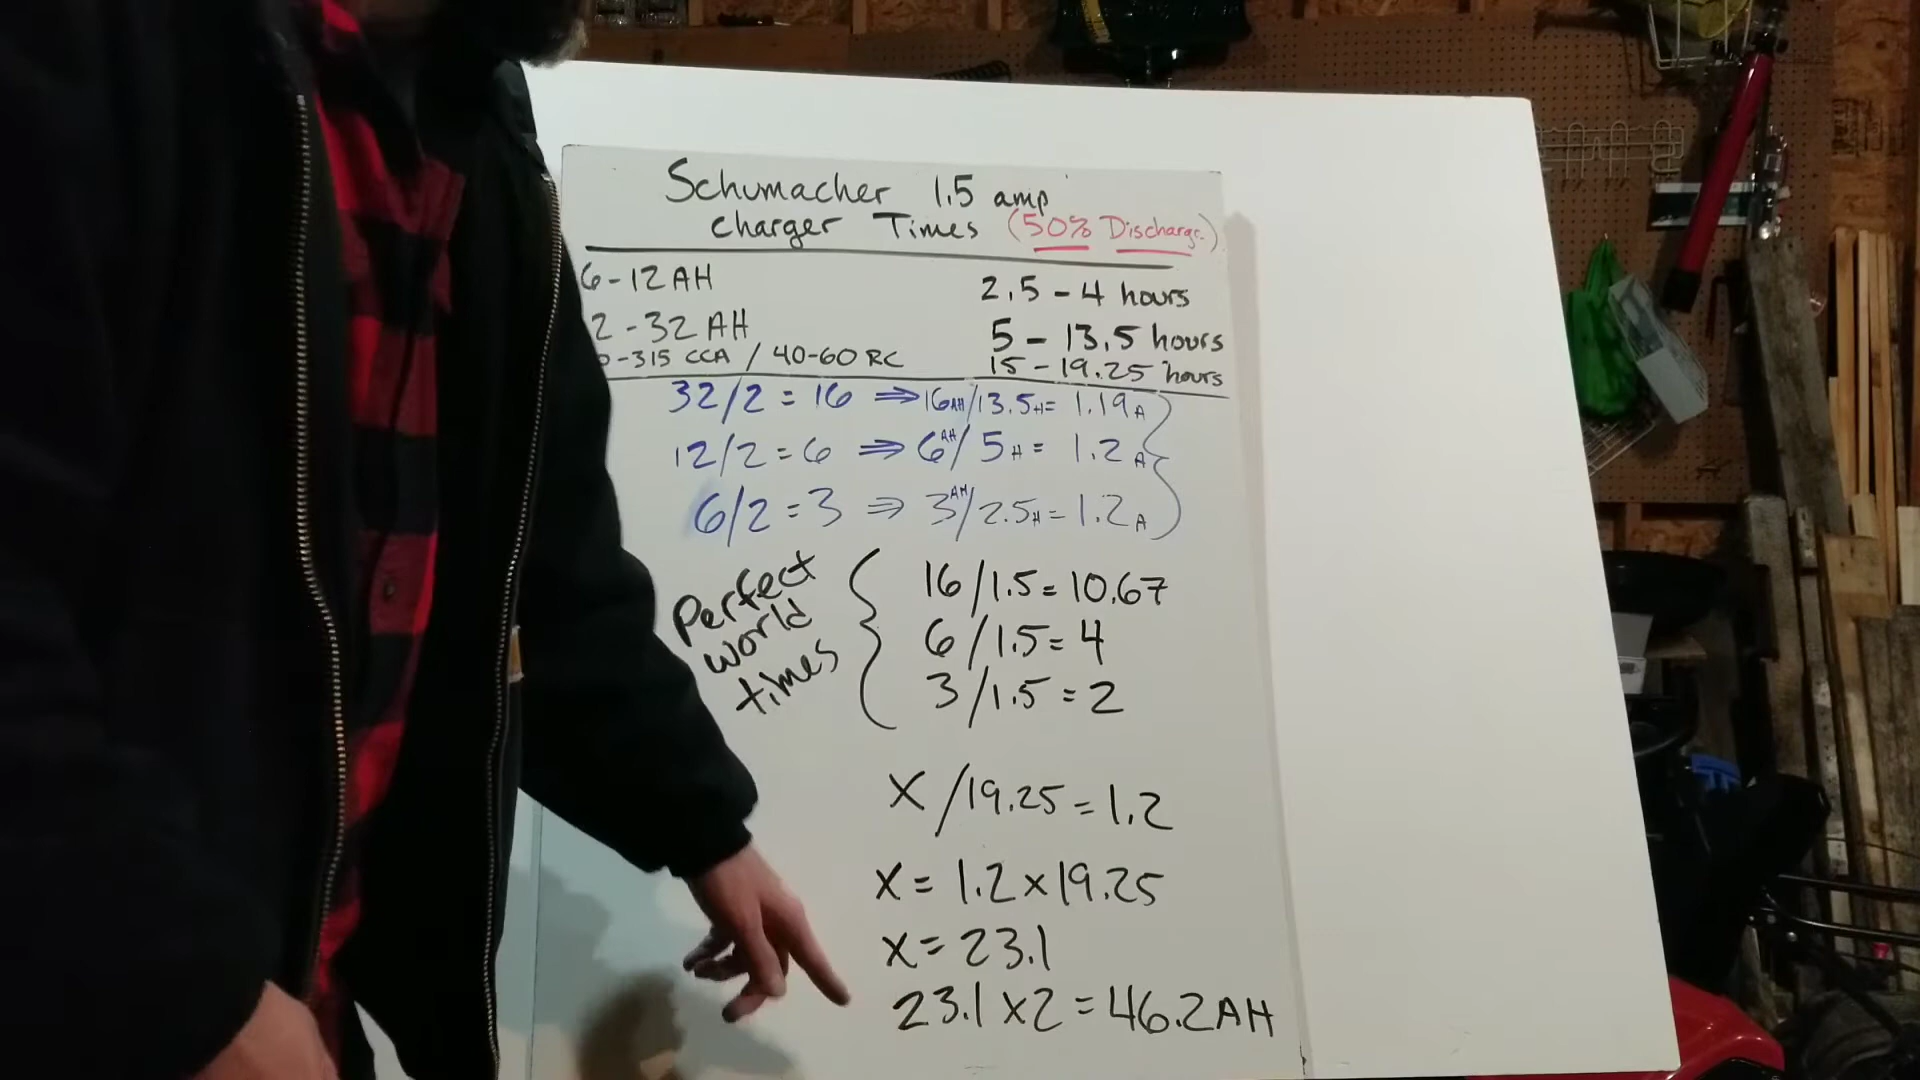 Schumacher 1.5 amp
charger Times (50% Discharge)
6-12AH 2.5-4 hours
2-32 AH 5-13.5 hours
-315 CCA / 40-60 RC 15-19.25 hours
32/2=16 ⇒ 16AH/13.5H= 1.19A
12/2=6 ⇒ 6AH/5H= 1.2A
6/2=3 ⇒ 3AH/2.5H=1.2A
Perfect
world
times
16/1.5=10.67
6/1.5=4
3/1.5=2
X/19.25=1.2
X=1.2x19.25
X=23.1
23.1x2=46.2AH